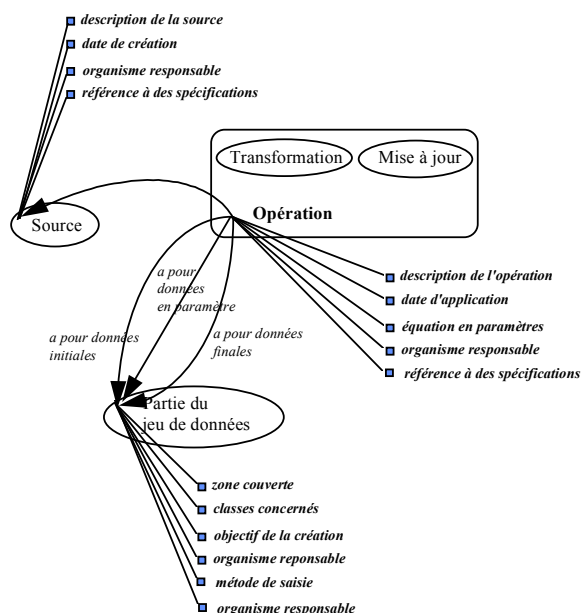 description de la source
date de création
organisme responsable
référence à des spécifications
Transformation
Mise à jour
Source
Opération
description de l'opération
date d'application
équation en paramètres
organisme responsable
référence à des spécifications
a pour
données
en paramètre
a pour données
initiales
a pour données
finales
Partie du
jeu de données
zone couverte
classes concernés
objectif de la création
organisme reponsable
métode de saisie
organisme responsable